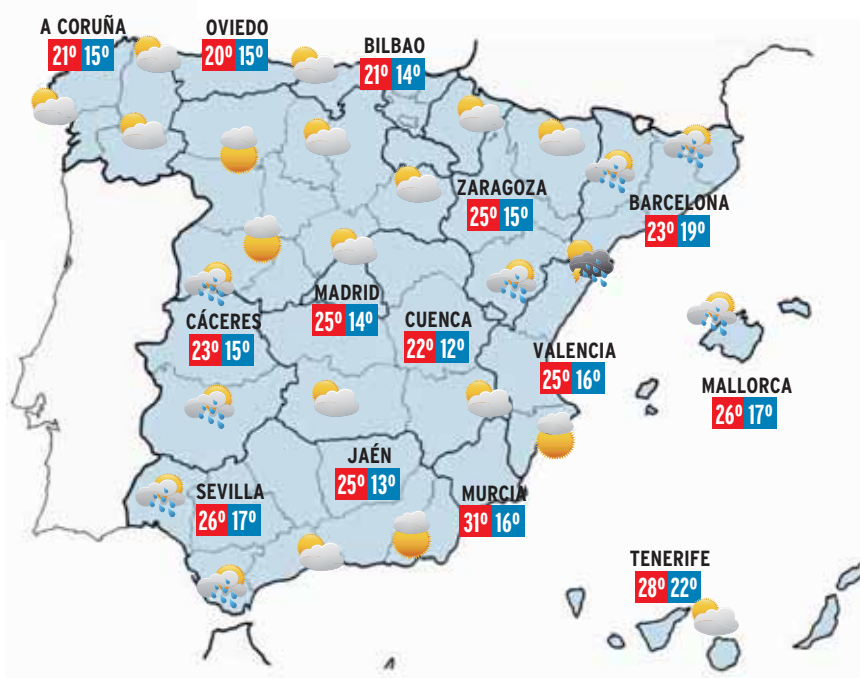 A CORUÑA
21º 15º
OVIEDO
20º 15º
BILBAO
21º 14º
ZARAGOZA
25º 15º
BARCELONA
23º 19º
MADRID
25º 14º
CÁCERES
23º 15º
CUENCA
22º 12º
VALENCIA
25º 16º
MALLORCA
26º 17º
JAÉN
25º 13º
SEVILLA
26º 17º
MURCIA
31º 16º
TENERIFE
28º 22º